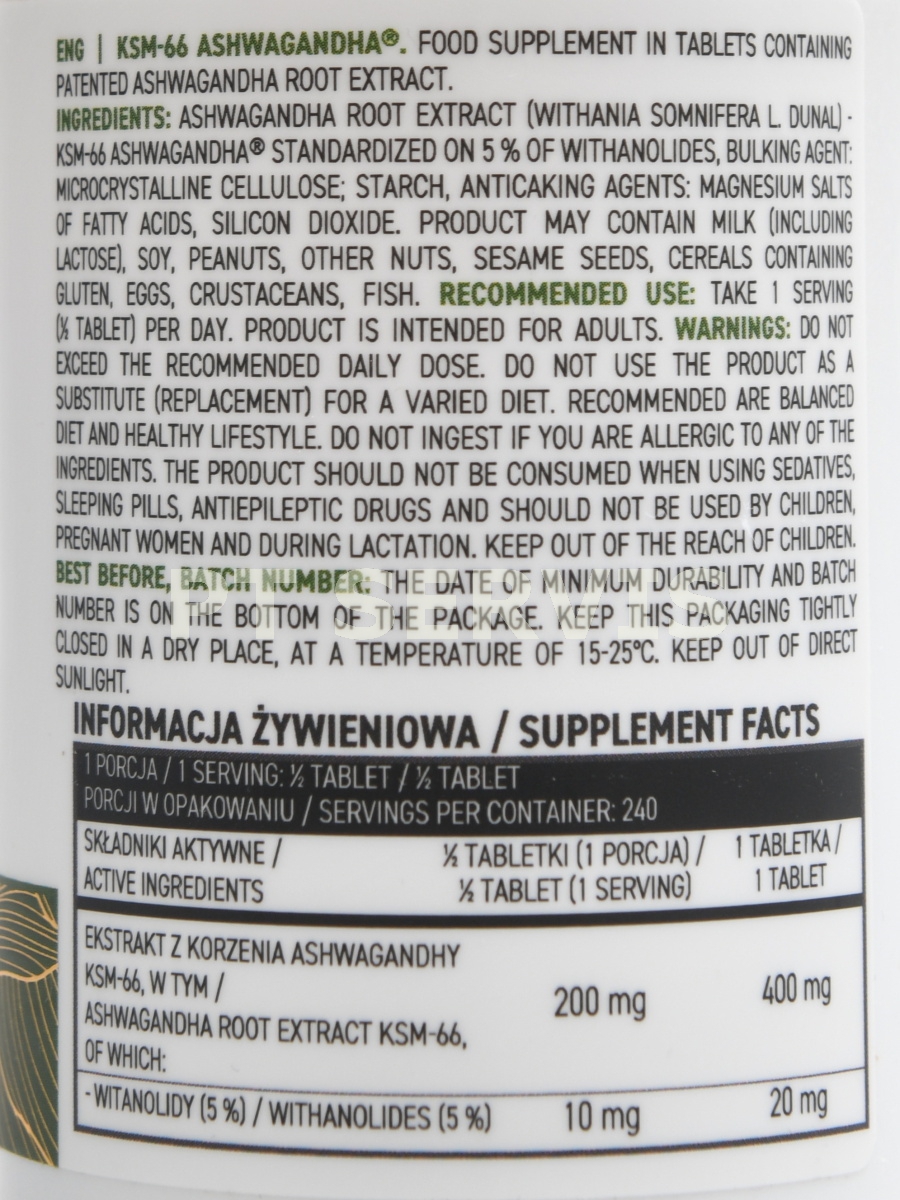 ENG | KSM-66 ASHWAGANDHA®. FOOD SUPPLEMENT IN TABLETS CONTAINING
PATENTED ASHWAGANDHA ROOT EXTRACT.
INGREDIENTS: ASHWAGANDHA ROOT EXTRACT (WITHANIA SOMNIFERA L. DUNAL) -
KSM-66 ASHWAGANDHA® STANDARDIZED ON 5 % OF WITHANOLIDES, BULKING AGENT:
MICROCRYSTALLINE CELLULOSE; STARCH, ANTICAKING AGENTS: MAGNESIUM SALTS
OF FATTY ACIDS, SILICON DIOXIDE. PRODUCT MAY CONTAIN MILK (INCLUDING
LACTOSE), SOY, PEANUTS, OTHER NUTS, SESAME SEEDS, CEREALS CONTAINING
GLUTEN, EGGS, CRUSTACEANS, FISH. RECOMMENDED USE: TAKE 1 SERVING
(½ TABLET) PER DAY. PRODUCT IS INTENDED FOR ADULTS. WARNINGS: DO NOT
EXCEED THE RECOMMENDED DAILY DOSE. DO NOT USE THE PRODUCT AS A
SUBSTITUTE (REPLACEMENT) FOR A VARIED DIET. RECOMMENDED ARE BALANCED
DIET AND HEALTHY LIFESTYLE. DO NOT INGEST IF YOU ARE ALLERGIC TO ANY OF THE
INGREDIENTS. THE PRODUCT SHOULD NOT BE CONSUMED WHEN USING SEDATIVES,
SLEEPING PILLS, ANTIEPILEPTIC DRUGS AND SHOULD NOT BE USED BY CHILDREN,
PREGNANT WOMEN AND DURING LACTATION. KEEP OUT OF THE REACH OF CHILDREN.
BEST BEFORE, BATCH NUMBER: THE DATE OF MINIMUM DURABILITY AND BATCH
NUMBER IS ON THE BOTTOM OF THE PACKAGE. KEEP THIS PACKAGING TIGHTLY
CLOSED IN A DRY PLACE, AT A TEMPERATURE OF 15-25°C. KEEP OUT OF DIRECT
SUNLIGHT.
PT SERVIS
INFORMACJA ŻYWIENIOWA / SUPPLEMENT FACTS
1 PORCJA / 1 SERVING: ½ TABLET / ½ TABLET
PORCJI W OPAKOWANIU / SERVINGS PER CONTAINER: 240
SKŁADNIKI AKTYWNE / ½ TABLETKI (1 PORCJA) / 1 TABLETKA /
ACTIVE INGREDIENTS ½ TABLET (1 SERVING) 1 TABLET
EKSTRAKT Z KORZENIA ASHWAGANDHY
KSM-66, W TYM /
ASHWAGANDHA ROOT EXTRACT KSM-66, 200 mg 400 mg
OF WHICH:
- WITANOLIDY (5 %) / WITHANOLIDES (5 %) 10 mg 20 mg